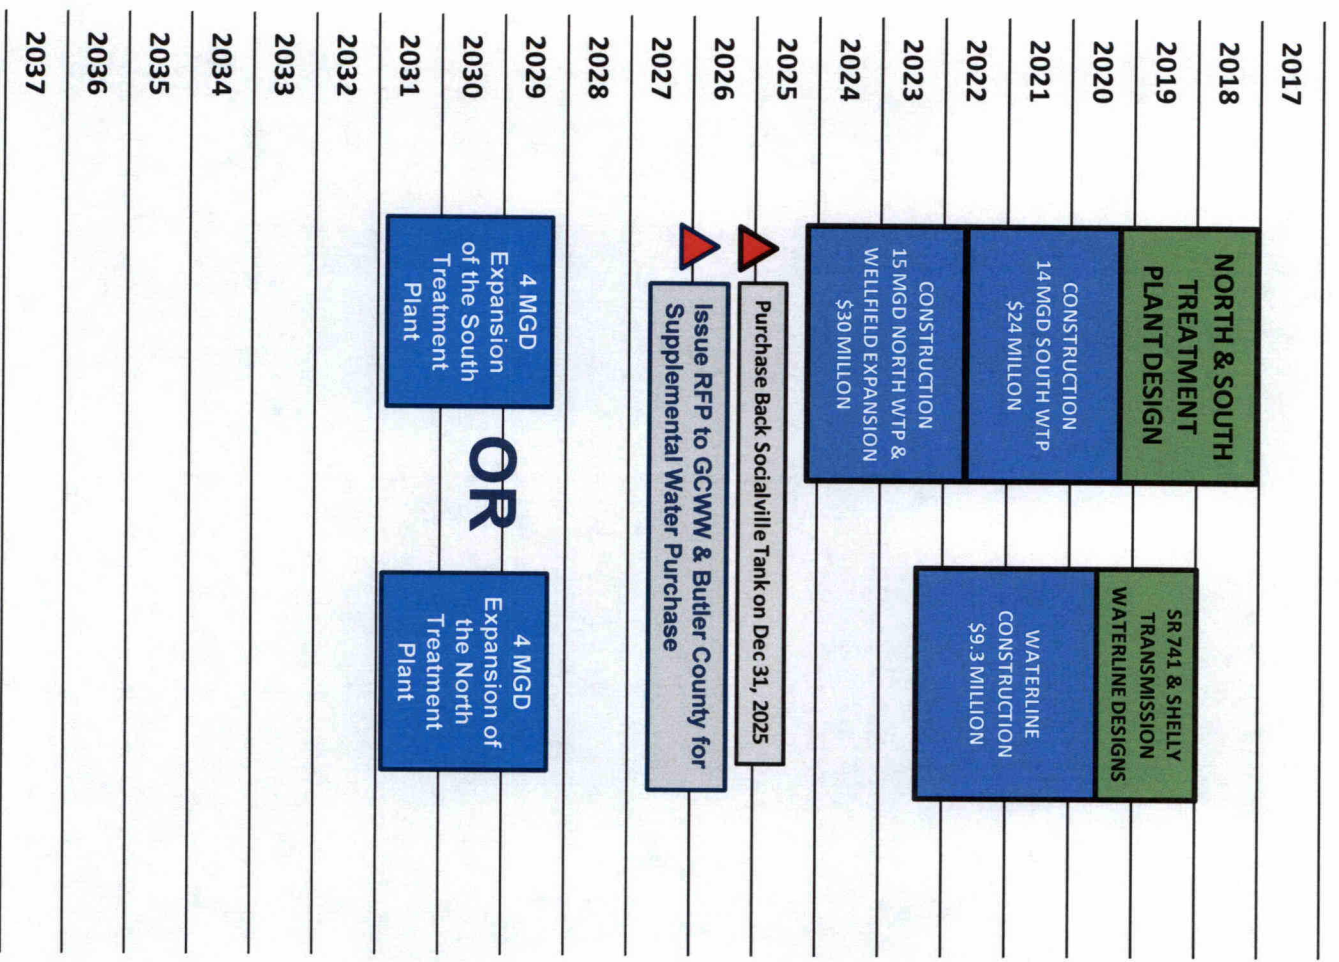 2017
2018
2019
2020
2021
2022
2023
2024
2025
2026
2027
2028
2029
2030
2031
2032
2033
2034
2035
2036
2037
NORTH & SOUTH
TREATMENT
PLANT DESIGN
CONSTRUCTION
14 MGD SOUTH WTP
$24 MILLON
CONSTRUCTION
15 MGD NORTH WTP &
WELLFIELD EXPANSION
$30 MILLON
SR 741 & SHELLY
TRANSMISSION
WATERLINE DESIGNS
WATERLINE
CONSTRUCTION
$9.3 MILLION
Purchase Back Socialville Tank on Dec 31, 2025
Issue RFP to GCWW & Butler County for
Supplemental Water Purchase
4 MGD
Expansion
of the South
Treatment
Plant
OR
4 MGD
Expansion of
the North
Treatment
Plant